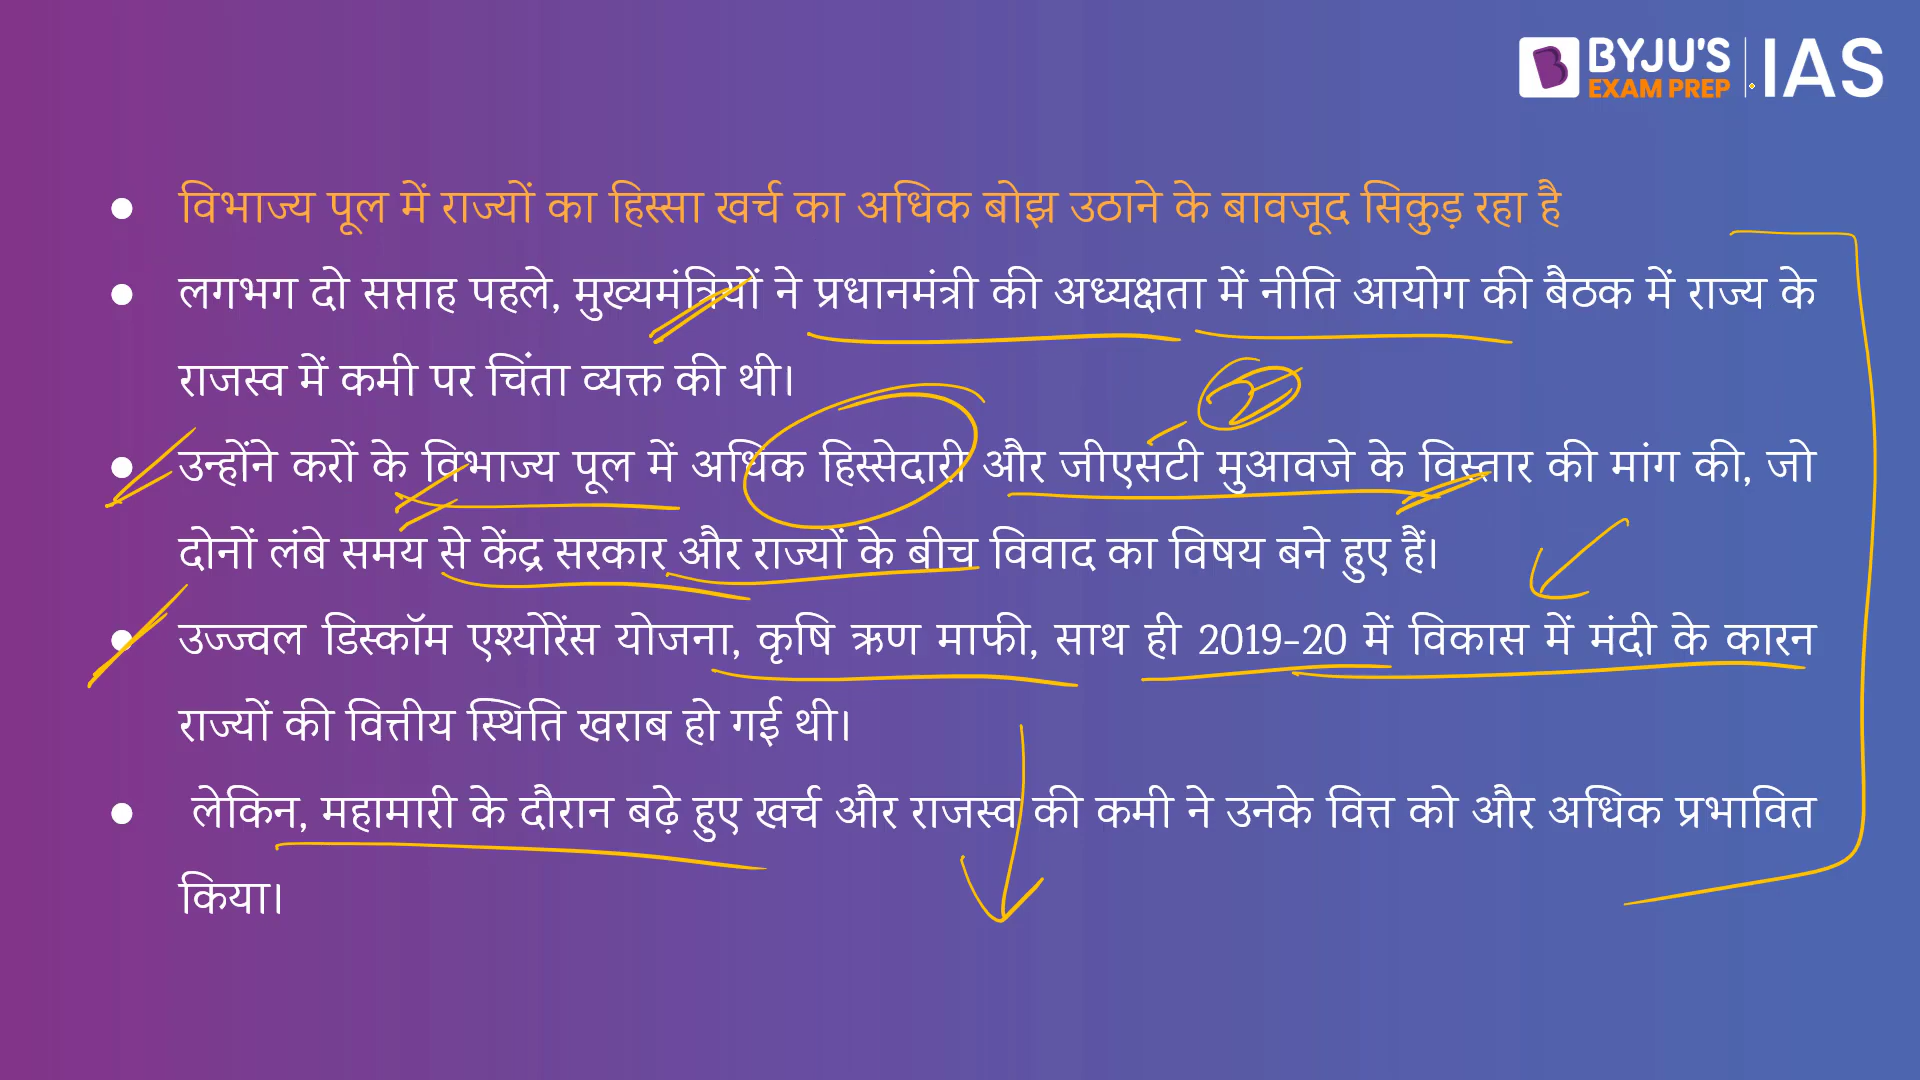 BYJU'S
EXAM PREP
IAS
विभाज्य पूल में राज्यों का हिस्सा खर्च का अधिक बोझ उठाने के बावजूद सिकुड़ रहा है
लगभग दो सप्ताह पहले, मुख्यमंत्रियों ने प्रधानमंत्री की अध्यक्षता में नीति आयोग की बैठक में राज्य के
राजस्व में कमी पर चिंता व्यक्त की थी।
उन्होंने करों के विभाज्य पूल में अधिक हिस्सेदारी और जीएसटी मुआवजे के विस्तार की मांग की, जो
दोनों लंबे समय से केंद्र सरकार और राज्यों के बीच विवाद का विषय बने हुए हैं।
उज्ज्वल डिस्कॉम एश्योरेंस योजना, कृषि ऋण माफी, साथ ही 2019-20 में विकास में मंदी के कारन
राज्यों की वित्तीय स्थिति खराब हो गई थी।
लेकिन, महामारी के दौरान बढ़े हुए खर्च और राजस्व की कमी ने उनके वित्त को और अधिक प्रभावित
किया।